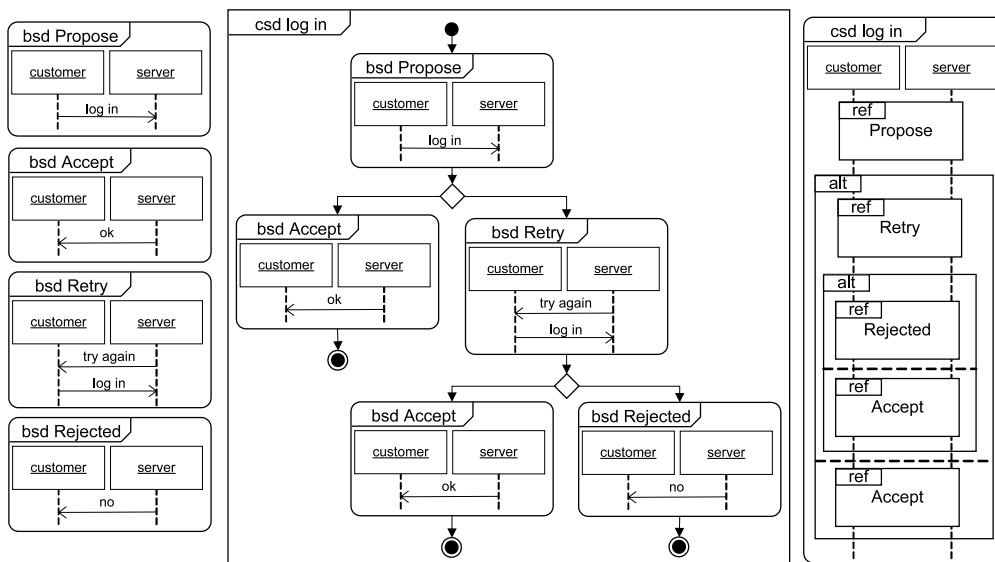 bsd Propose
customer server
log in
bsd Accept
customer server
ok
bsd Retry
customer server
try again
log in
bsd Rejected
customer server
no
csd log in
bsd Propose
customer server
log in
bsd Accept
customer server
ok
bsd Retry
customer server
try again
log in
bsd Accept
customer server
ok
bsd Rejected
customer server
no
csd log in
customer server
ref
Propose
alt
ref
Retry
alt
ref
Rejected
ref
Accept
ref
Accept